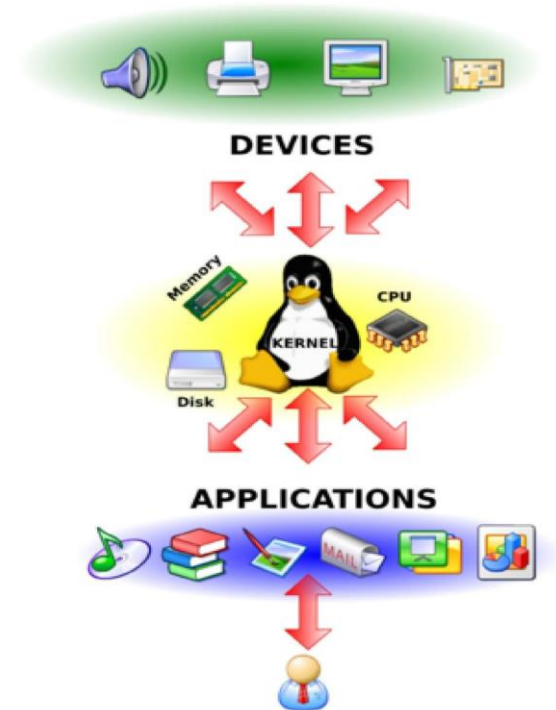 DEVICES
Memory
CPU
KERNEL
Disk
APPLICATIONS
MAIL